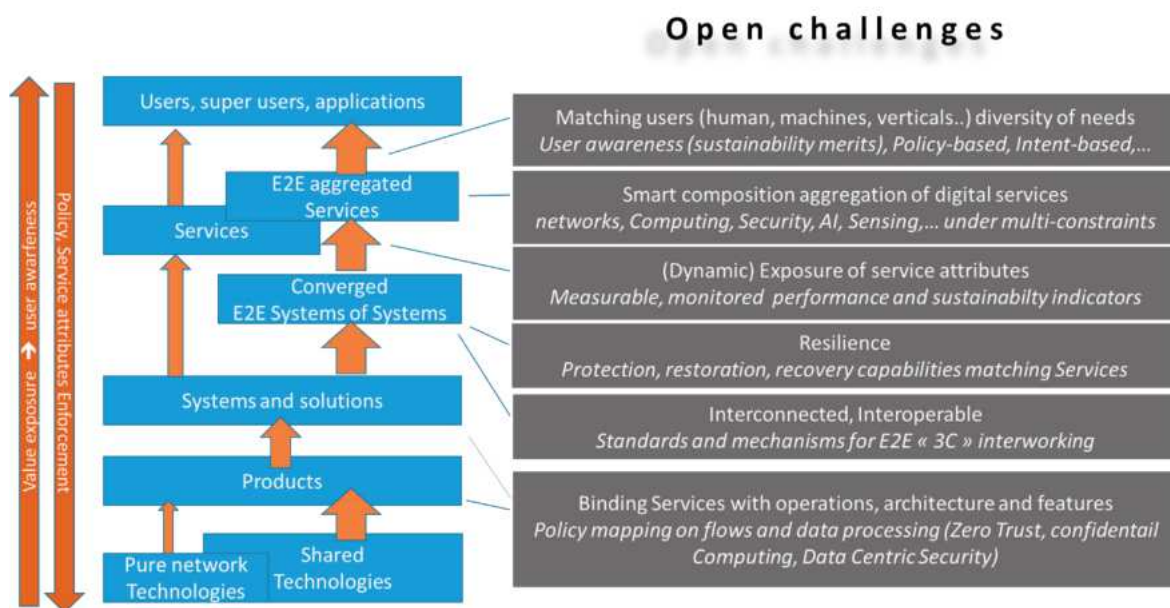 Open challenges
Value exposure → user awareness
Policy, Service attributes Enforcement
Users, super users, applications
E2E aggregated
Services
Services
Converged
E2E Systems of Systems
Systems and solutions
Products
Shared
Technologies
Pure network
Technologies
Matching users (human, machines, verticals..) diversity of needs
User awareness (sustainability merits), Policy-based, Intent-based,...
Smart composition aggregation of digital services
networks, Computing, Security, AI, Sensing,... under multi-constraints
(Dynamic) Exposure of service attributes
Measurable, monitored performance and sustainabilty indicators
Resilience
Protection, restoration, recovery capabilities matching Services
Interconnected, Interoperable
Standards and mechanisms for E2E « 3C » interworking
Binding Services with operations, architecture and features
Policy mapping on flows and data processing (Zero Trust, confidentail
Computing, Data Centric Security)